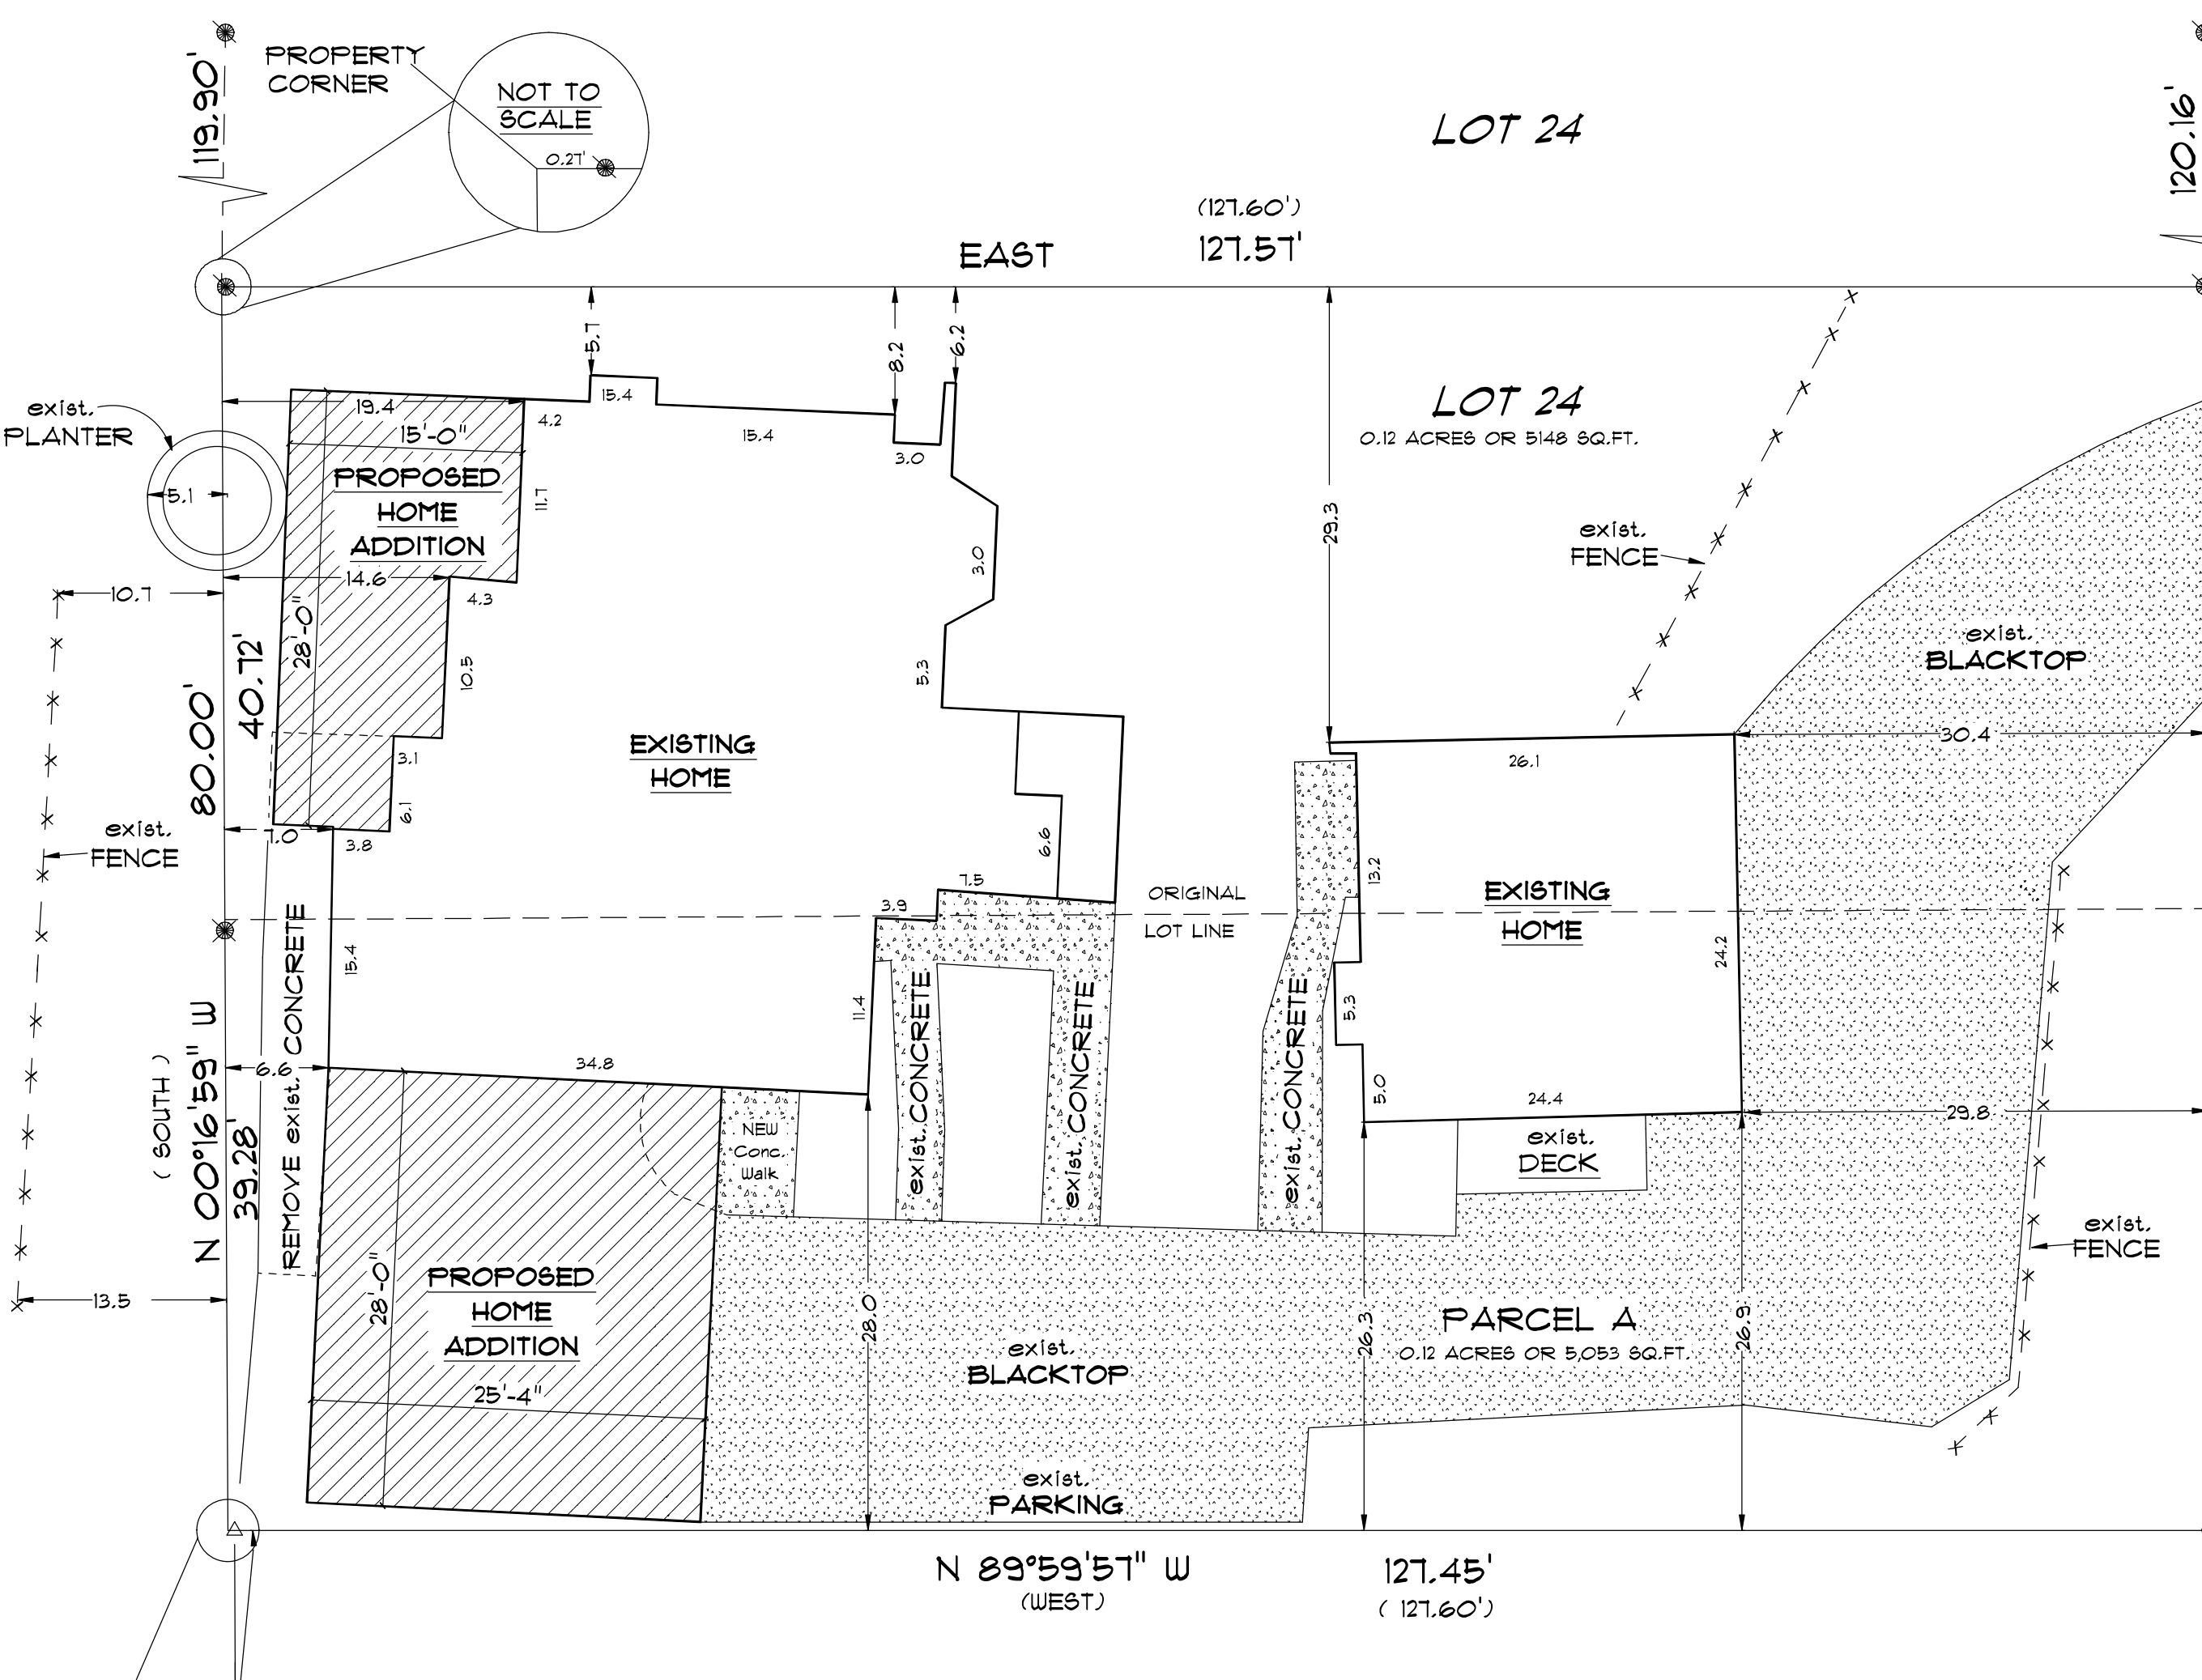 119.90'
PROPERTY
CORNER
NOT TO
SCALE
0.27'
LOT 24
120.16'
(127.60')
EAST
127.57'
5.7
8.2
6.2
exist.
PLANTER
5.1
19.4
15'-0"
PROPOSED
HOME
ADDITION
4.2
15.4
15.4
3.0
11.7
14.6
4.3
10.7
28'-0"
10.5
3.0
5.3
29.3
LOT 24
0.12 ACRES OR 5148 SQ.FT.
exist.
FENCE
exist.
BLACKTOP
30.4
80.00'
40.72'
EXISTING
HOME
3.1
6.1
7.0
3.8
exist.
FENCE
6.6
7.5
3.9
26.1
13.2
EXISTING
HOME
ORIGINAL
LOT LINE
15.4
11.4
24.2
5.3
5.0
24.4
29.8
(SOUTH)
N 00°16'59" W
39.28'
REMOVE exist. CONCRETE
6.6
34.8
NEW
Conc.
Walk
exist. CONCRETE
exist. CONCRETE
exist. CONCRETE
exist.
DECK
exist.
FENCE
13.5
28'-0"
PROPOSED
HOME
ADDITION
25'-4"
28.0
26.3
26.9
PARCEL A
0.12 ACRES OR 5,053 SQ.FT.
exist.
BLACKTOP
exist.
PARKING
N 89°59'57" W
(WEST)
127.45'
( 127.60')